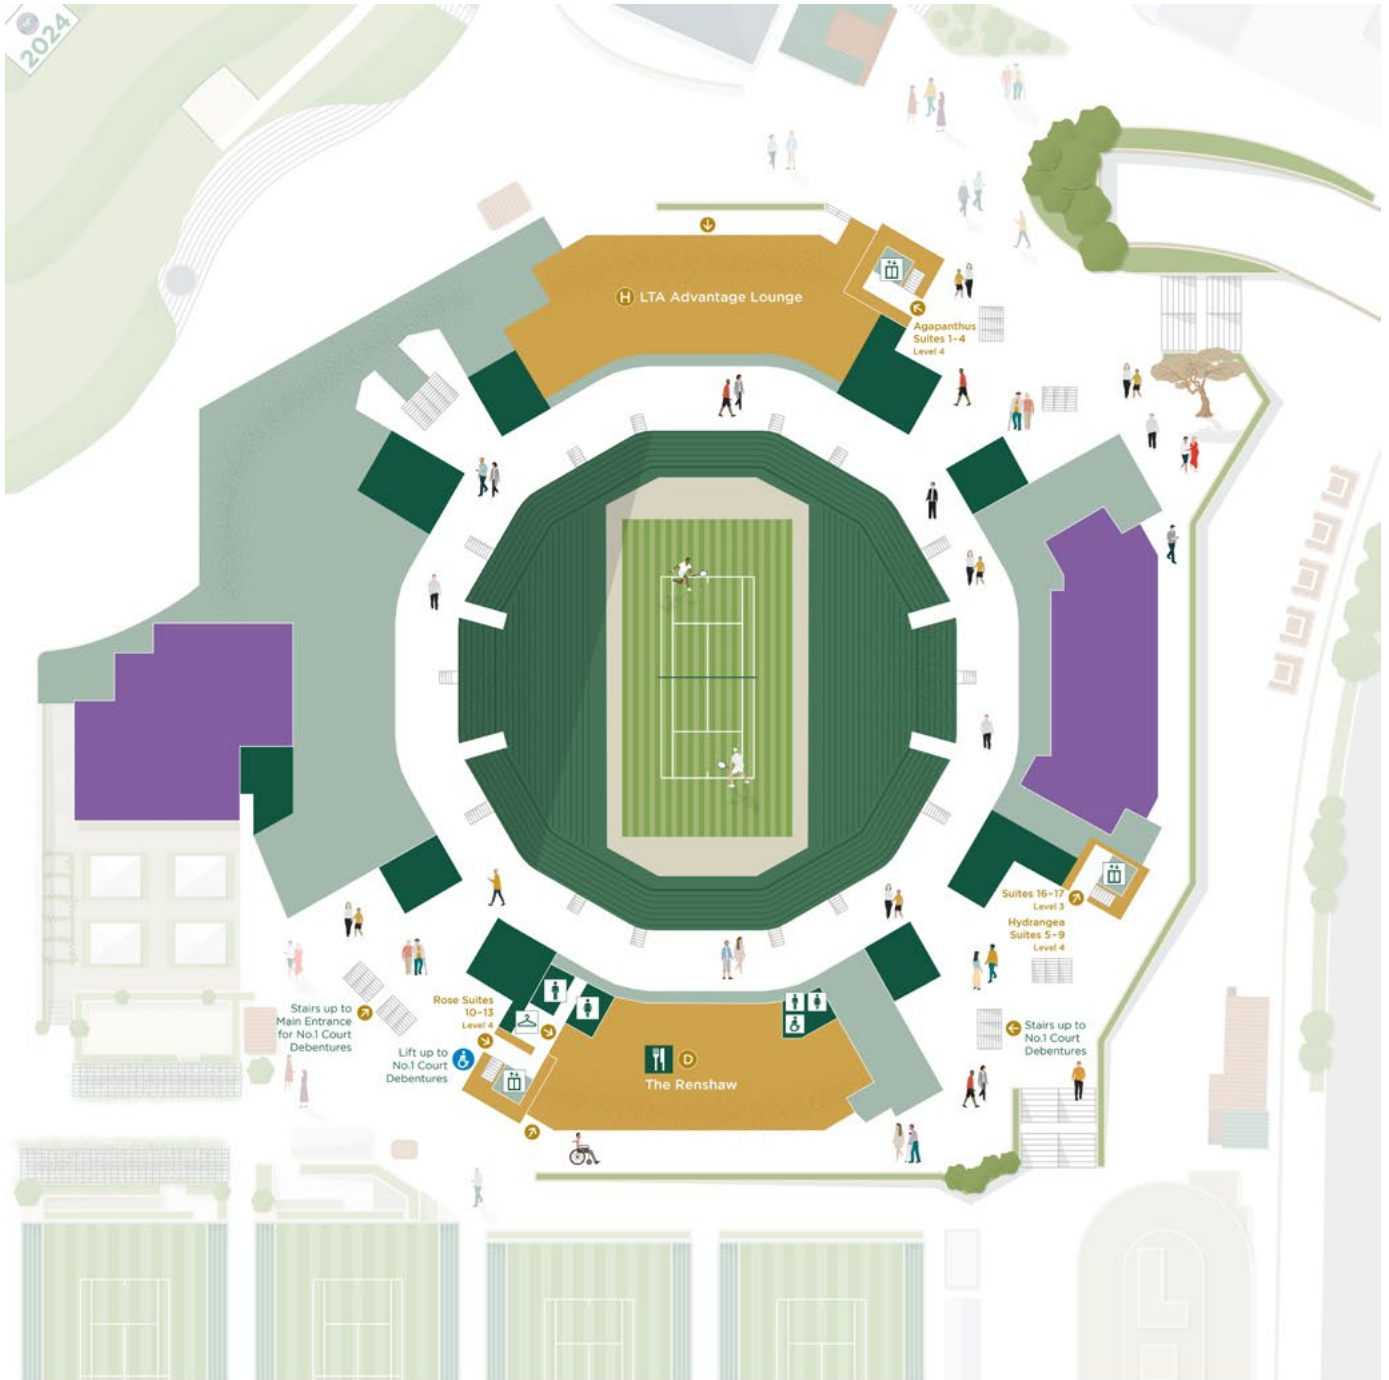 2024
H LTA Advantage Lounge
Agapanthus
Suites 1–4
Level 4
Suites 16–17
Level 3
Hydrangea
Suites 5–9
Level 4
Rose Suites
10–13
Level 4
Stairs up to
Main Entrance
for No.1 Court
Debentures
Lift up to
No.1 Court
Debentures
D
The Renshaw
Stairs up to
No.1 Court
Debentures